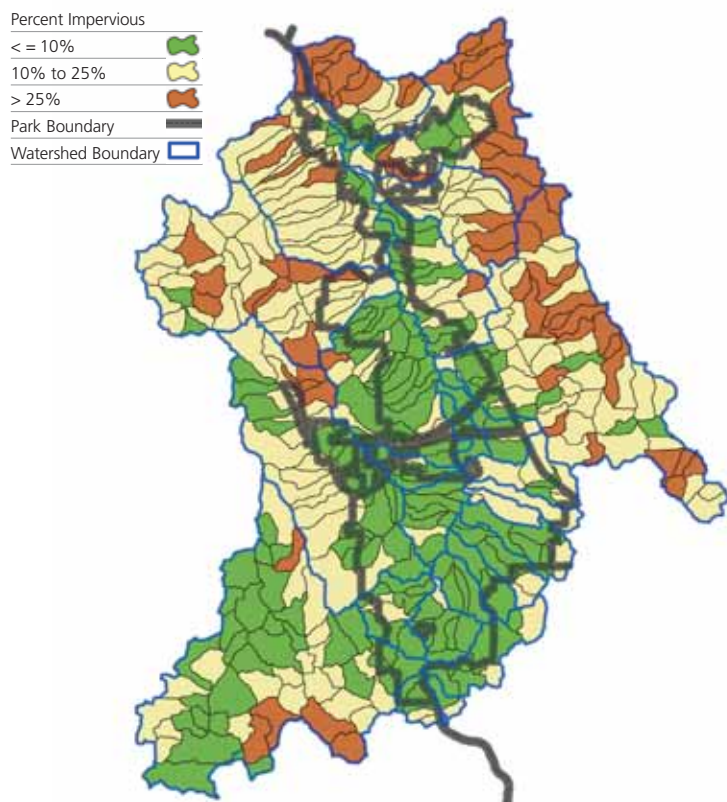 Percent Impervious
< = 10%
10% to 25%
> 25%
Park Boundary
Watershed Boundary